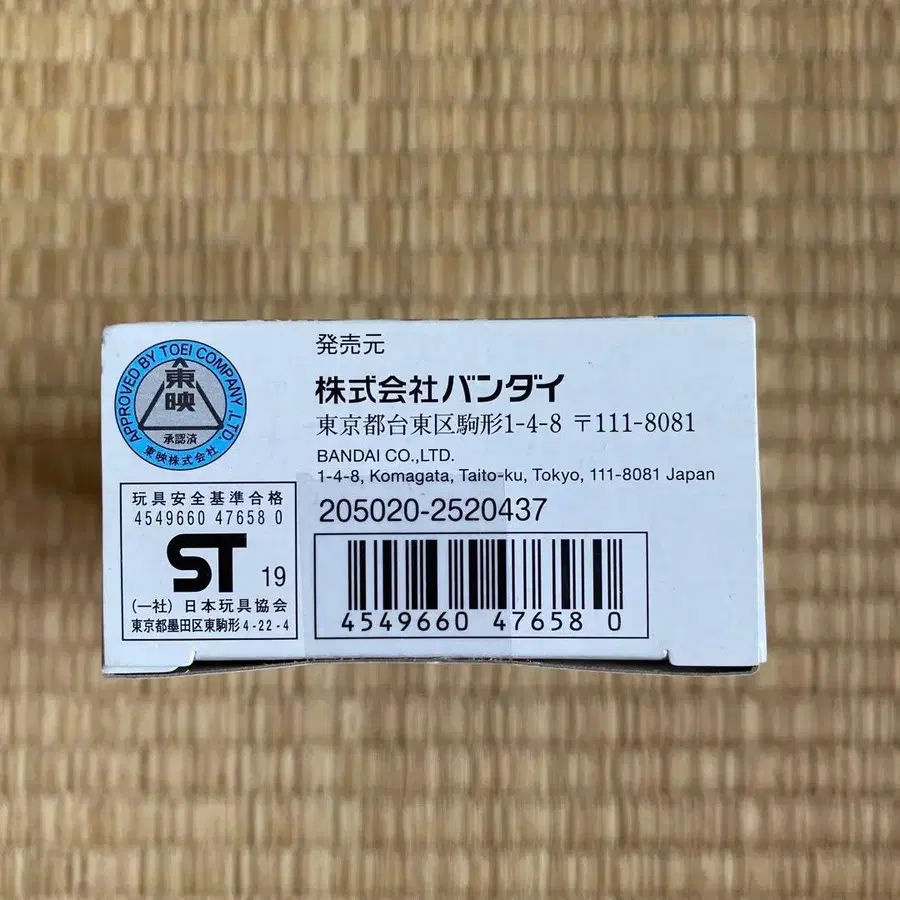 APPROVED BY TOEI COMPANY, LTD.
東映
承認済
東映株式会社
玩具安全基準合格
4549660 47658 0
ST 19
(一社) 日本玩具協会
東京都墨田区東駒形4-22-4
発売元
株式会社バンダイ
東京都台東区駒形1-4-8 〒111-8081
BANDAI CO.,LTD.
1-4-8, Komagata, Taito-ku, Tokyo, 111-8081 Japan
205020-2520437
4549660 47658 0